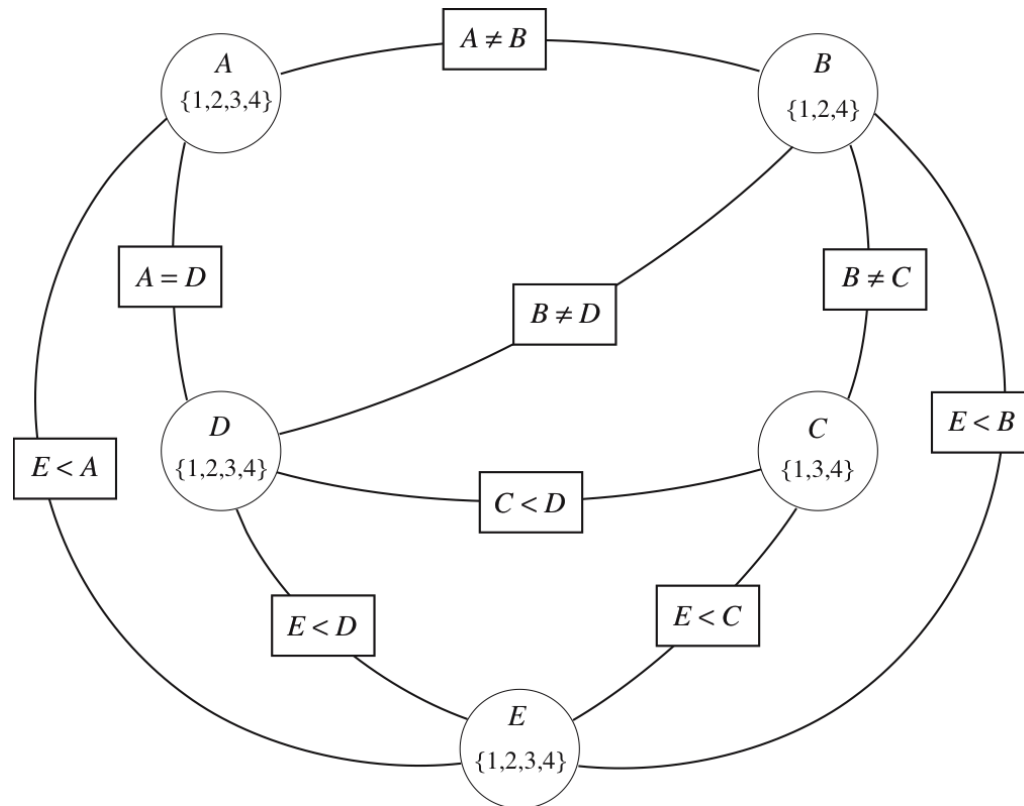 A ≠ B
A
{1,2,3,4}
B
{1,2,4}
A = D
B ≠ C
B ≠ D
E < B
D
{1,2,3,4}
C
{1,3,4}
E < A
C < D
E < D
E < C
E
{1,2,3,4}